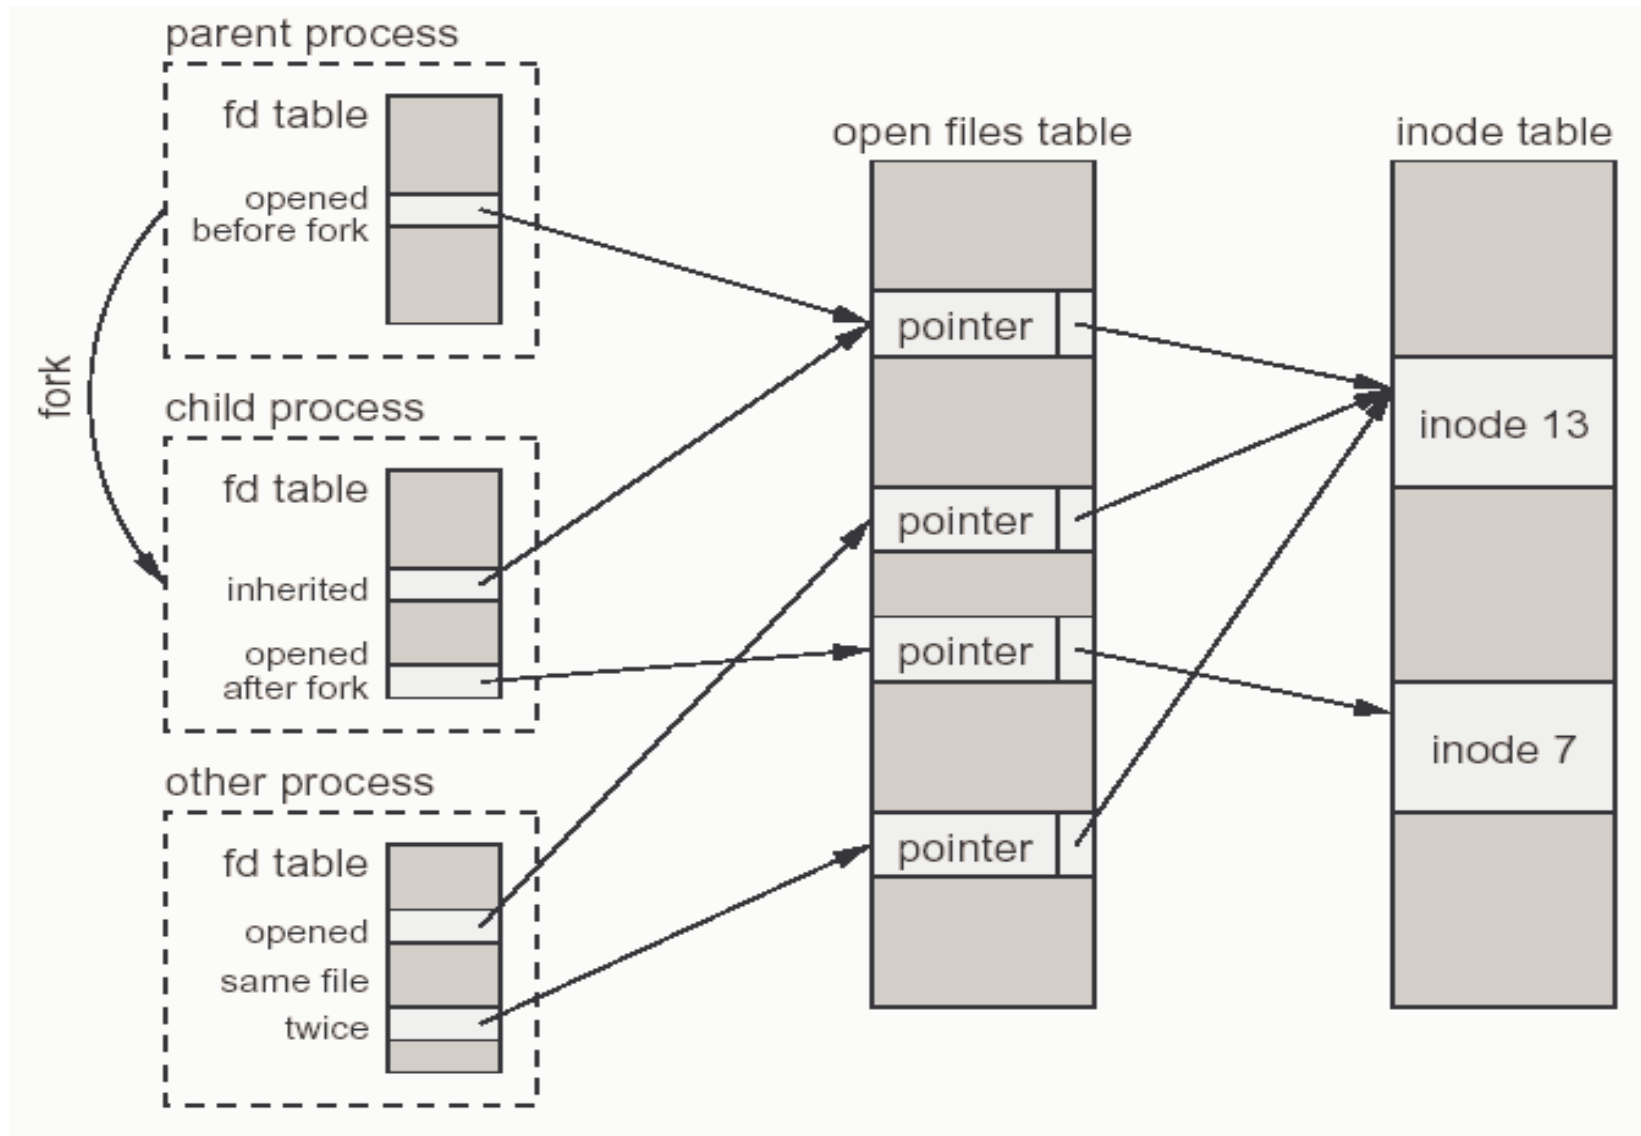 parent process
fd table
opened
before fork
fork
child process
fd table
inherited
opened
after fork
other process
fd table
opened
same file
twice
open files table
pointer
pointer
pointer
pointer
inode table
inode 13
inode 7